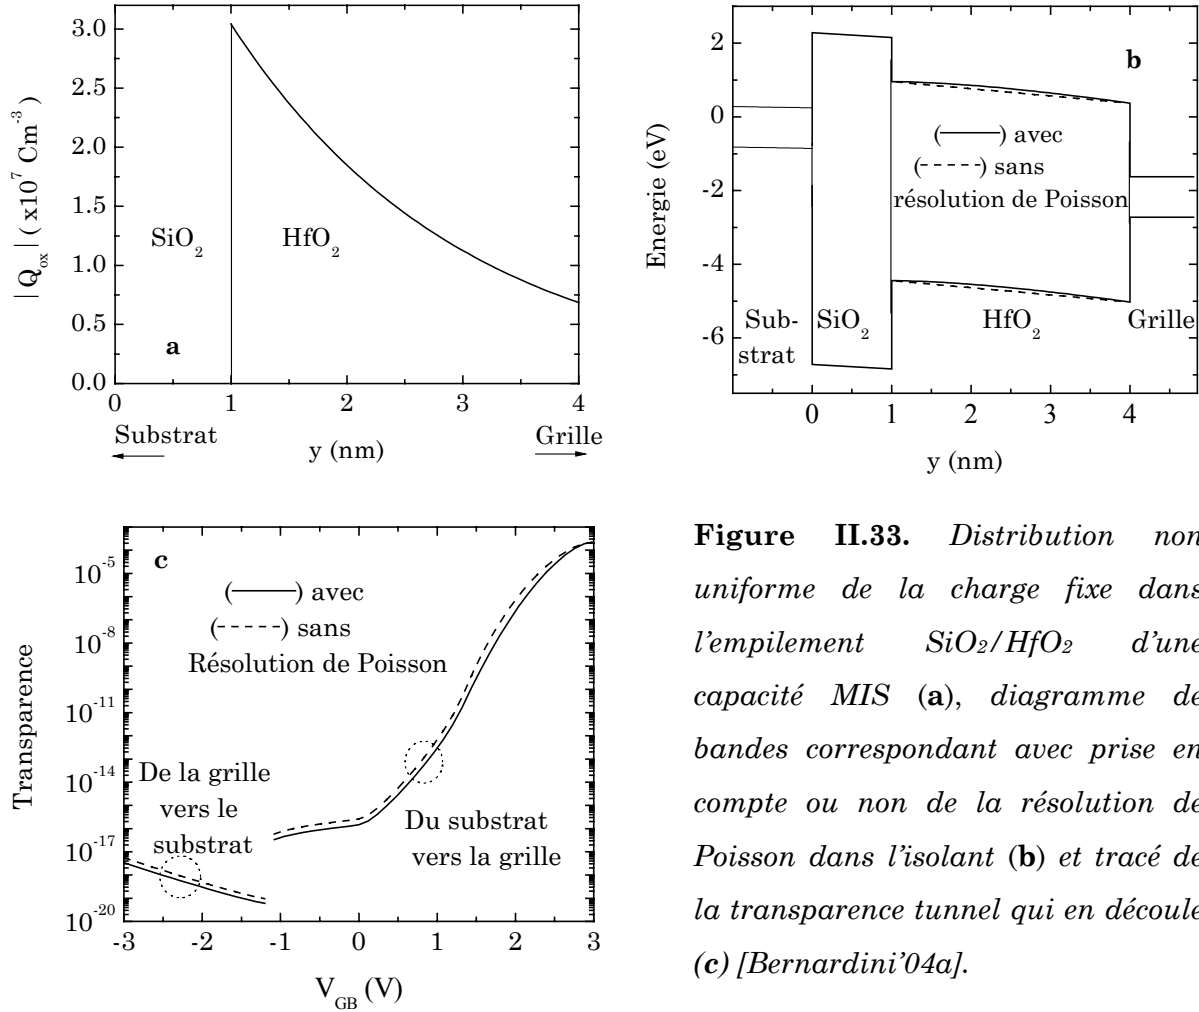 3.0
2.5
2.0
1.5
1.0
0.5
0.0
|Q_ox| ( x10^7 Cm^-3 )
SiO_2
HfO_2
a
0 1 2 3 4
Substrat
Grille
y (nm)
2
0
-2
-4
-6
Energie (eV)
b
(——) avec
(- - - -) sans
résolution de Poisson
Sub-
strat
SiO_2
HfO_2
Grille
0 1 2 3 4
y (nm)
10^-5
10^-8
10^-11
10^-14
10^-17
10^-20
Transparence
c
(——) avec
(- - - -) sans
Résolution de Poisson
De la grille
vers le
substrat
Du substrat
vers la grille
-3 -2 -1 0 1 2 3
V_GB (V)
Figure II.33. Distribution non
uniforme de la charge fixe dans
l'empilement SiO2/HfO2 d'une
capacité MIS (a), diagramme de
bandes correspondant avec prise en
compte ou non de la résolution de
Poisson dans l'isolant (b) et tracé de
la transparence tunnel qui en découle
(c) [Bernardini'04a].